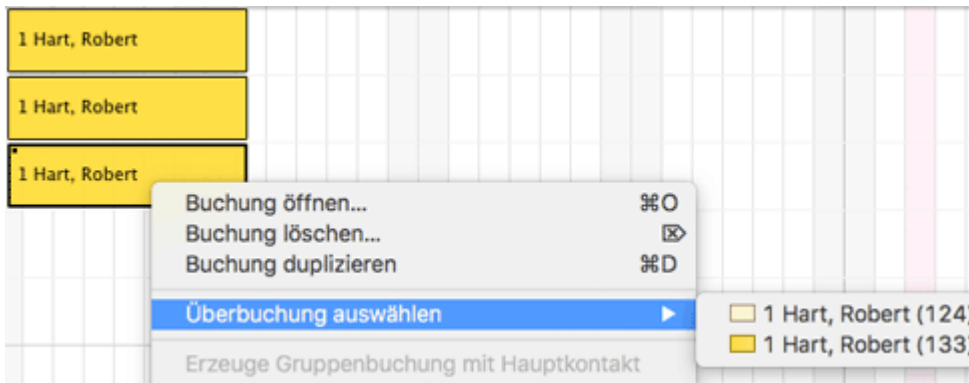 1 Hart, Robert
1 Hart, Robert
1 Hart, Robert
Buchung öffnen... ⌘O
Buchung löschen... ⌦
Buchung duplizieren ⌘D
Überbuchung auswählen ▶
1 Hart, Robert (124)
1 Hart, Robert (133)
Erzeuge Gruppenbuchung mit Hauptkontakt